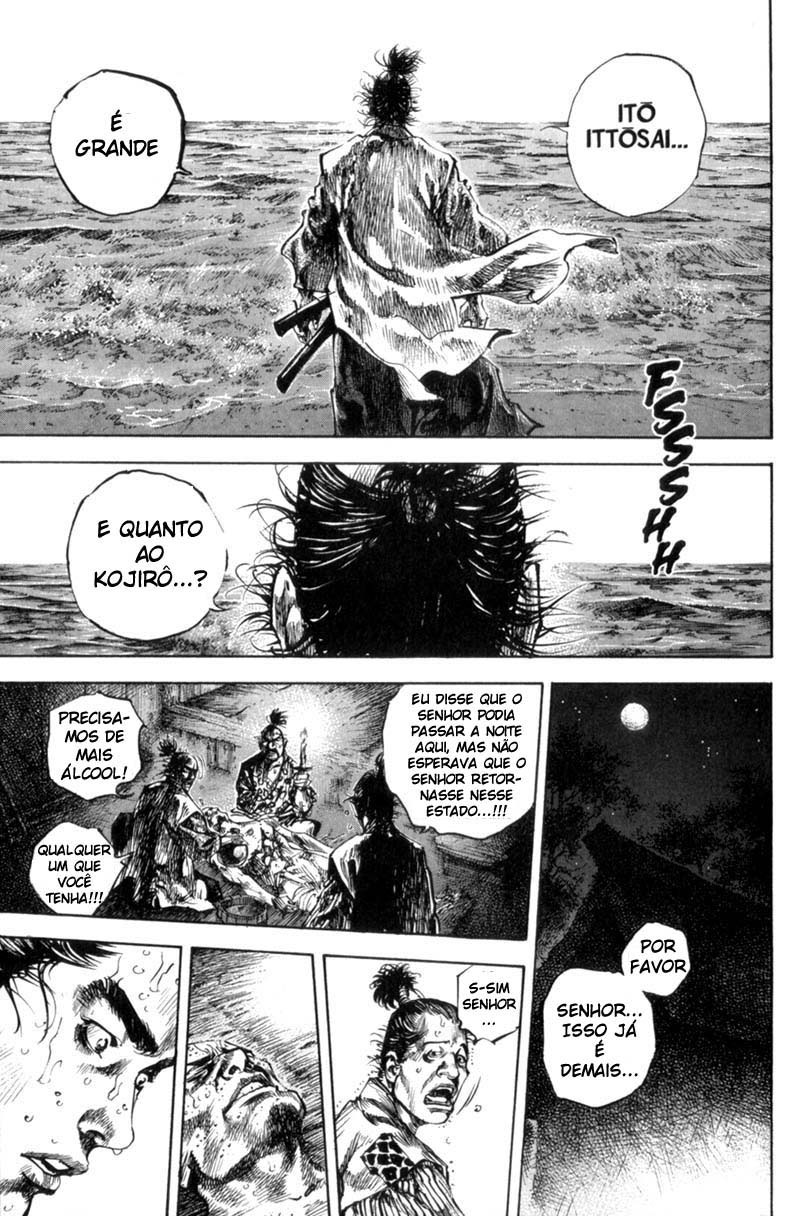 ITŌ
ITTŌSAI...
É
GRANDE
FSSSHH
E QUANTO
AO
KOJIRÔ...?
POR
FAVOR
SENHOR...
ISSO JÁ
É
DEMAIS...
EU DISSE QUE O
SENHOR PODIA
PASSAR A NOITE
AQUI, MAS NÃO
ESPERAVA QUE O
SENHOR RETOR-
NASSE NESSE
ESTADO...!!!
PRECISA-
MOS DE
MAIS
ÁLCOOL!
QUALQUER
UM QUE
VOCÊ
TENHA!!!
S-SIM
SENHOR
...